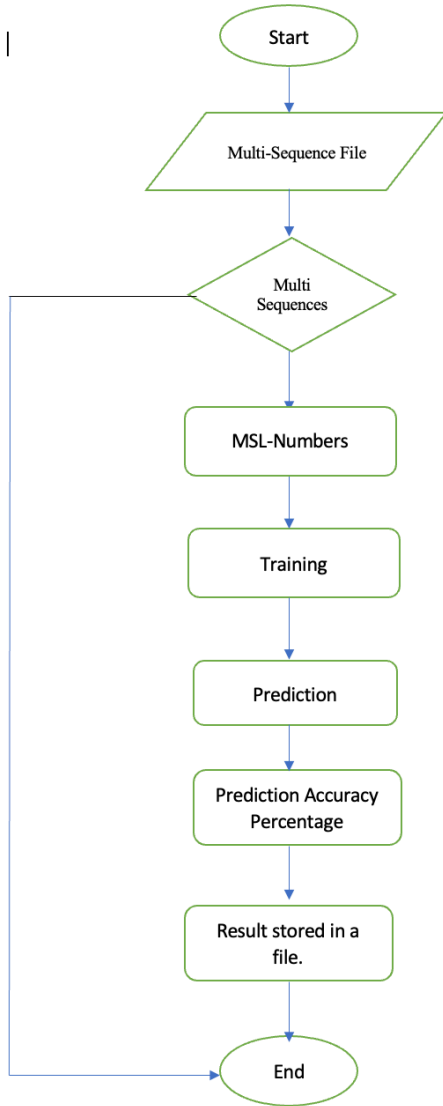 Start
Multi-Sequence File
Multi
Sequences
MSL-Numbers
Training
Prediction
Prediction Accuracy
Percentage
Result stored in a
file.
End